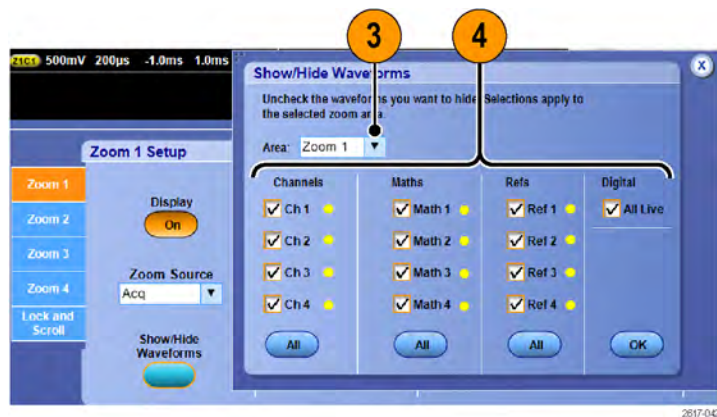 3 4
Z1C1 500mV 200µs -1.0ms 1.0ms
Show/Hide Waveforms
X
Uncheck the waveforms you want to hide. Selections apply to
the selected zoom area.
Area: Zoom 1
Zoom 1 Setup
Zoom 1
Zoom 2
Zoom 3
Zoom 4
Lock and
Scroll
Display
On
Zoom Source
Acq
Show/Hide
Waveforms
Channels Maths Refs Digital
Ch 1 Math 1 Ref 1 All Live
Ch 2 Math 2 Ref 2
Ch 3 Math 3 Ref 3
Ch 4 Math 4 Ref 4
All All All OK